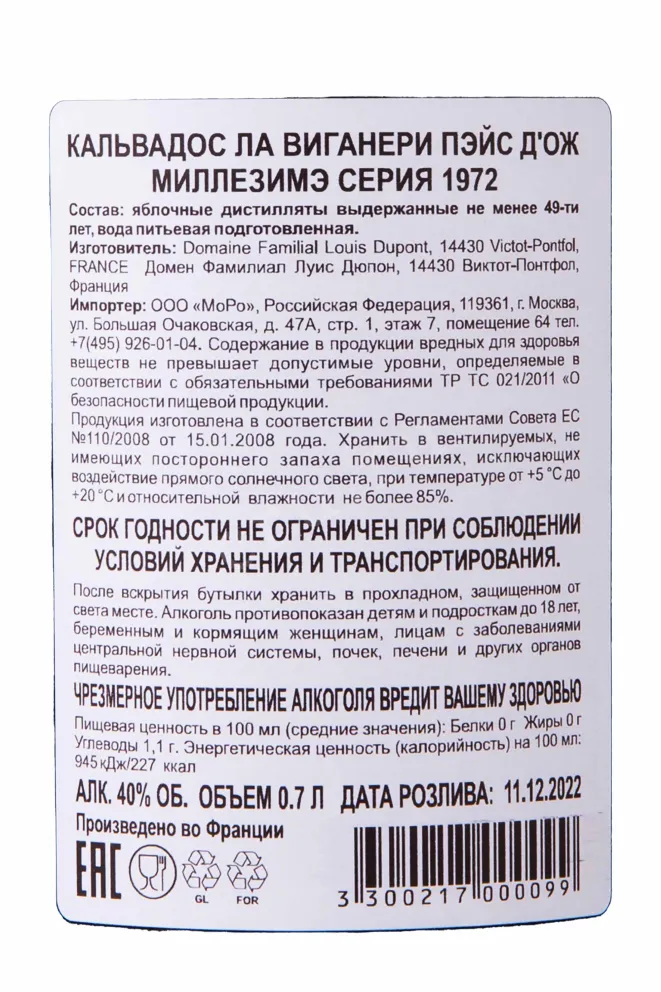 КАЛЬВАДОС ЛА ВИГАНЕРИ ПЭЙС Д'ОЖ
МИЛЛЕЗИМЭ СЕРИЯ 1972
Состав: яблочные дистилляты выдержанные не менее 49-ти
лет, вода питьевая подготовленная.
Изготовитель: Domaine Familial Louis Dupont, 14430 Victot-Pontfol,
FRANCE Домен Фамилиал Луис Дюпон, 14430 Виктот-Понтфол,
Франция
Импортер: ООО «МоРо», Российская Федерация, 119361, г. Москва,
ул. Большая Очаковская, д. 47А, стр. 1, этаж 7, помещение 64 тел.
+7(495) 926-01-04. Содержание в продукции вредных для здоровья
веществ не превышает допустимые уровни, определяемые в
соответствии с обязательными требованиями ТР ТС 021/2011 «О
безопасности пищевой продукции.
Продукция изготовлена в соответствии с Регламентами Совета ЕС
№110/2008 от 15.01.2008 года. Хранить в вентилируемых, не
имеющих постороннего запаха помещениях, исключающих
воздействие прямого солнечного света, при температуре от +5 °С до
+20 °С и относительной влажности не более 85%.
СРОК ГОДНОСТИ НЕ ОГРАНИЧЕН ПРИ СОБЛЮДЕНИИ
УСЛОВИЙ ХРАНЕНИЯ И ТРАНСПОРТИРОВАНИЯ.
После вскрытия бутылки хранить в прохладном, защищенном от
света месте. Алкоголь противопоказан детям и подросткам до 18 лет,
беременным и кормящим женщинам, лицам с заболеваниями
центральной нервной системы, почек, печени и других органов
пищеварения.
ЧРЕЗМЕРНОЕ УПОТРЕБЛЕНИЕ АЛКОГОЛЯ ВРЕДИТ ВАШЕМУ ЗДОРОВЬЮ
Пищевая ценность в 100 мл (средние значения): Белки 0 г Жиры 0 г
Углеводы 1,1 г. Энергетическая ценность (калорийность) на 100 мл:
945 кДж/227 ккал
АЛК. 40% ОБ. ОБЪЕМ 0.7 Л ДАТА РОЗЛИВА: 11.12.2022
Произведено во Франции
EAC GL FOR
3 300217 000099